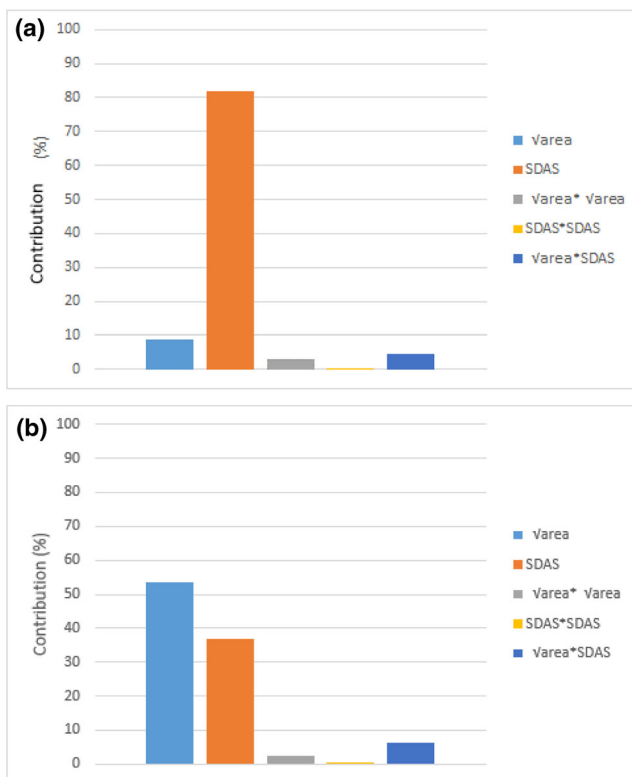 (a)
100
90
80
70
60
50
40
30
20
10
0
Contribution (%)
√area
SDAS
√area* √area
SDAS*SDAS
√area*SDAS
(b)
100
90
80
70
60
50
40
30
20
10
0
Contribution (%)
√area
SDAS
√area* √area
SDAS*SDAS
√area*SDAS